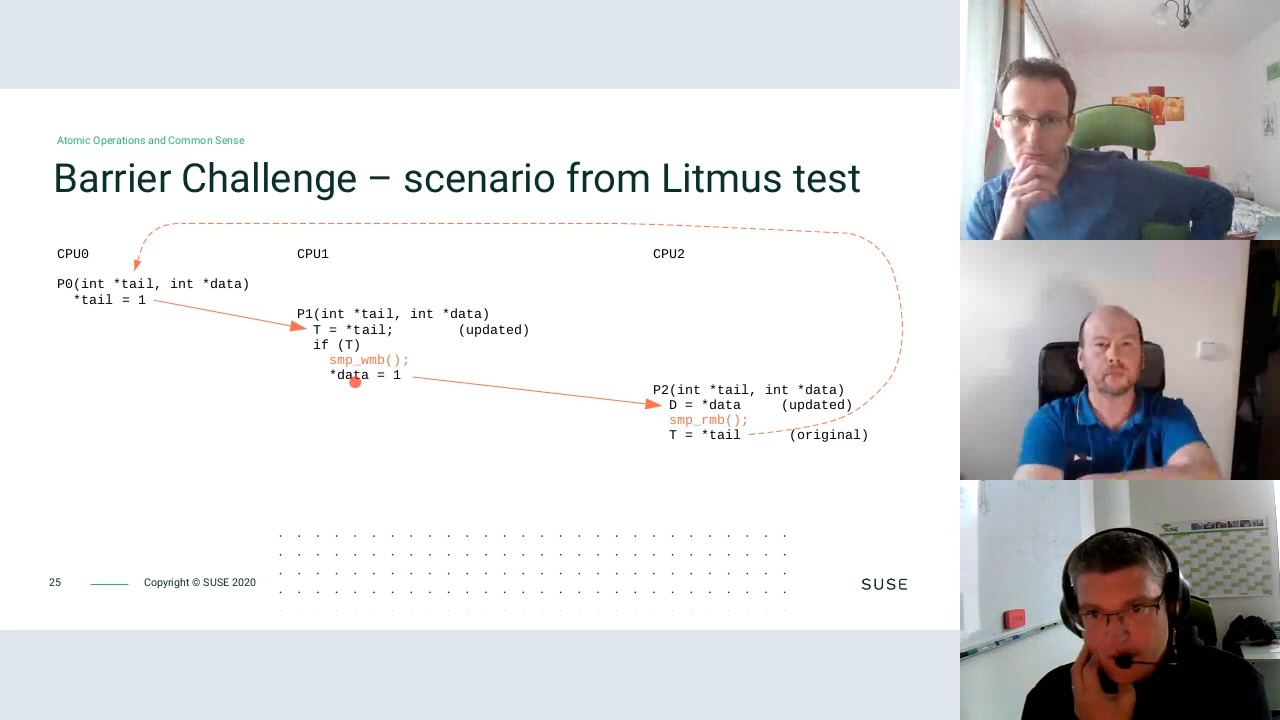 Atomic Operations and Common Sense
Barrier Challenge – scenario from Litmus test
CPU0 CPU1 CPU2
P0(int *tail, int *data)
*tail = 1
P1(int *tail, int *data)
T = *tail; (updated)
if (T)
smp_wmb();
*data = 1
P2(int *tail, int *data)
D = *data (updated)
smp_rmb();
T = *tail (original)
25 Copyright © SUSE 2020 SUSE
SUSE